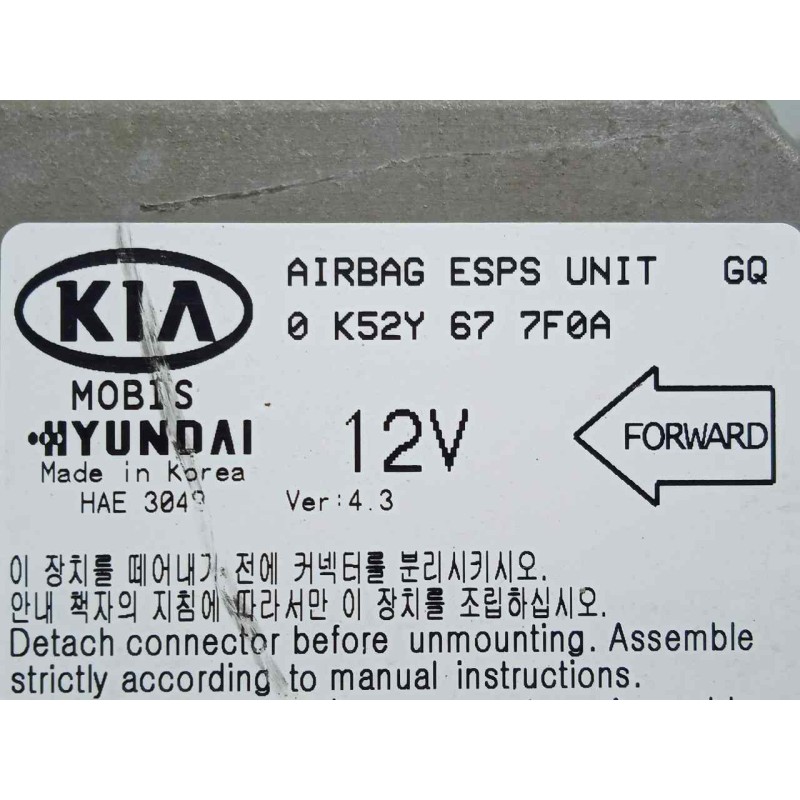 KIA
AIRBAG ESPS UNIT GQ
0 K52Y 67 7F0A
MOBIS
HYUNDAI
Made in Korea
HAE 3049
12V
Ver:4.3
FORWARD
이 장치를 떼어내기 전에 커넥터를 분리시키시오.
안내 책자의 지침에 따라서만 이 장치를 조립하십시오.
Detach connector before unmounting. Assemble
strictly according to manual instructions.